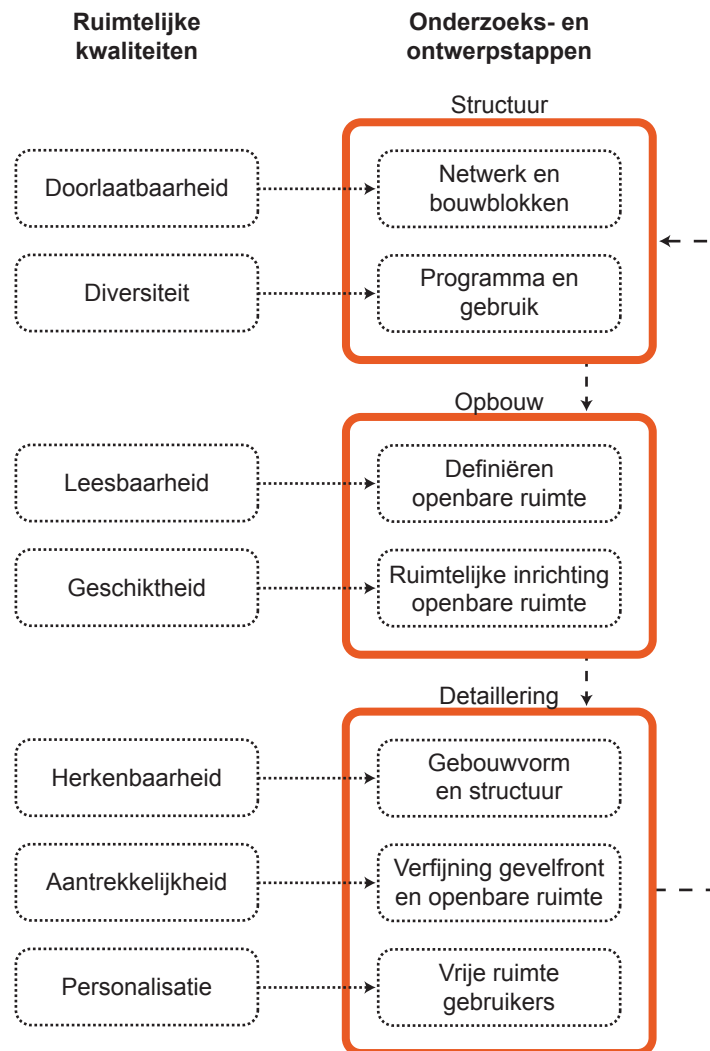 Ruimtelijke
kwaliteiten
Onderzoeks- en
ontwerpstappen
Structuur
Doorlaatbaarheid
Netwerk en
bouwblokken
Diversiteit
Programma en
gebruik
Opbouw
Leesbaarheid
Definiëren
openbare ruimte
Geschiktheid
Ruimtelijke inrichting
openbare ruimte
Detaillering
Herkenbaarheid
Gebouwvorm
en structuur
Aantrekkelijkheid
Verfijning gevelfront
en openbare ruimte
Personalisatie
Vrije ruimte
gebruikers